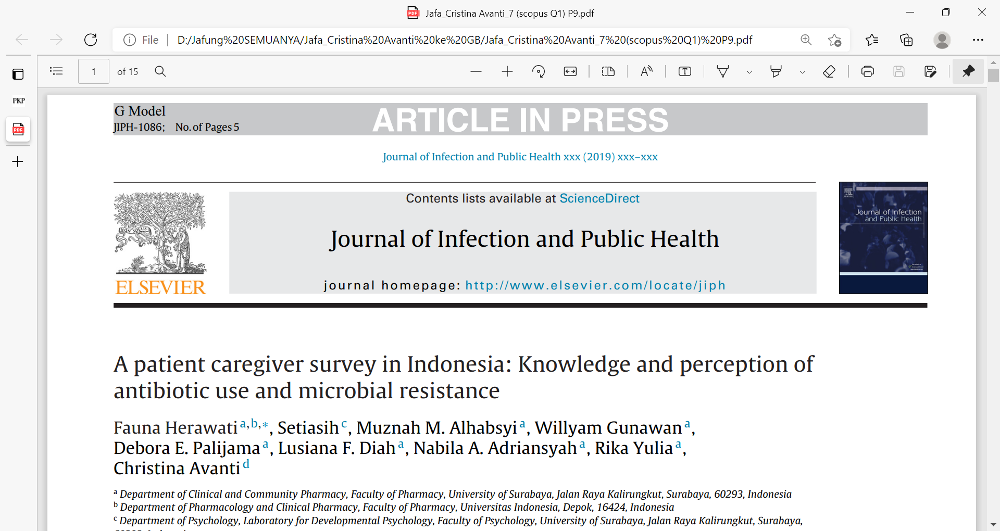 Jafa_Cristina Avanti_7 (scopus Q1) P9.pdf
File D:/Jafung%20SEMUANYA/Jafa_Cristina%20Avanti%20ke%20GB/Jafa_Cristina%20Avanti_7%20(scopus%20Q1)%20P9.pdf
1 of 15
PKP
G Model
JIPH-1086; No. of Pages 5
ARTICLE IN PRESS
Journal of Infection and Public Health xxx (2019) xxx–xxx
NON SOLUS
ELSEVIER
Contents lists available at ScienceDirect
Journal of Infection and Public Health
journal homepage: http://www.elsevier.com/locate/jiph
Journal of Infection
and Public Health
A patient caregiver survey in Indonesia: Knowledge and perception of
antibiotic use and microbial resistance
Fauna Herawati a,b,*, Setiasih c, Muznah M. Alhabsyi a, Willyam Gunawan a,
Debora E. Palijama a, Lusiana F. Diah a, Nabila A. Adriansyah a, Rika Yulia a,
Christina Avanti d
a Department of Clinical and Community Pharmacy, Faculty of Pharmacy, University of Surabaya, Jalan Raya Kalirungkut, Surabaya, 60293, Indonesia
b Department of Pharmacology and Clinical Pharmacy, Faculty of Pharmacy, Universitas Indonesia, Depok, 16424, Indonesia
c Department of Psychology, Laboratory for Developmental Psychology, Faculty of Psychology, University of Surabaya, Jalan Raya Kalirungkut, Surabaya,